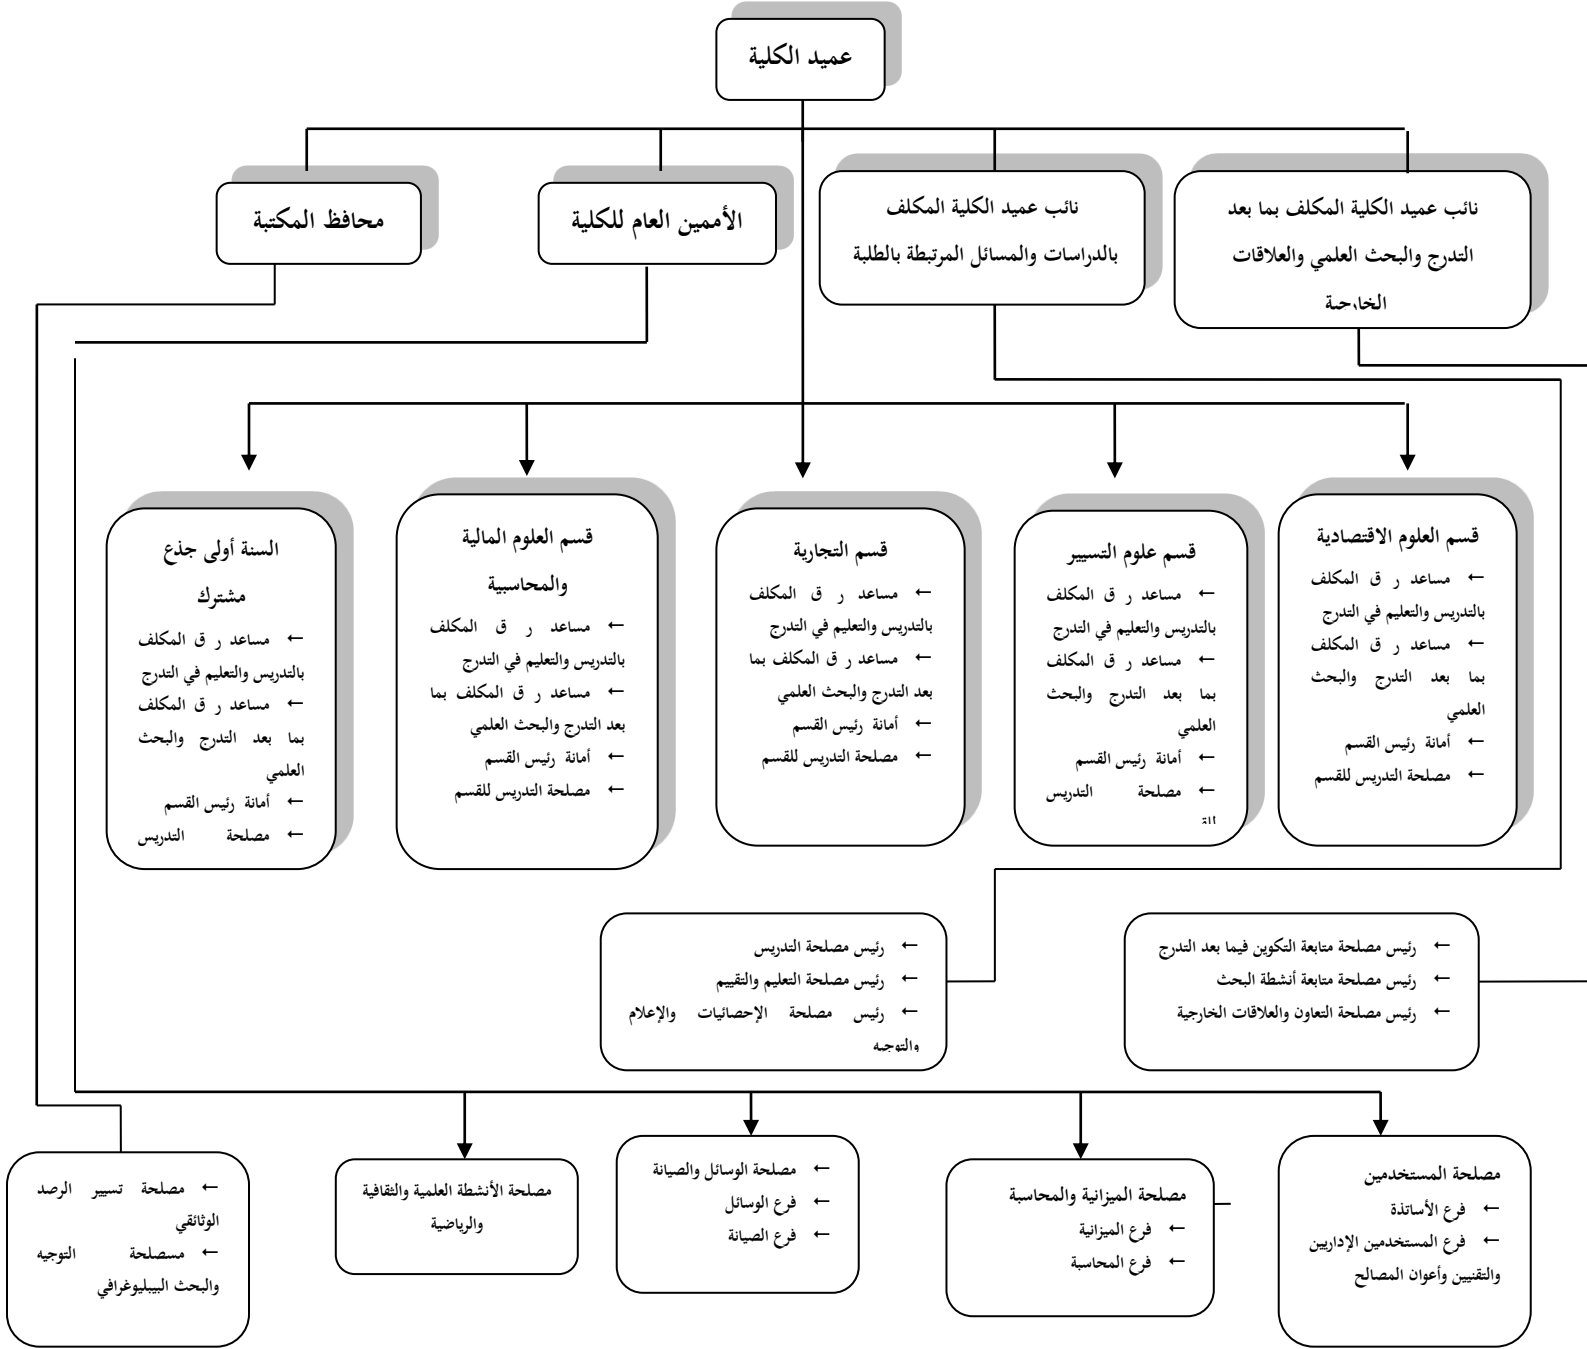 عميد الكلية
نائب عميد الكلية المكلف بما بعد
التدرج والبحث العلمي والعلاقات
الخارجية
نائب عميد الكلية المكلف
بالدراسات والمسائل المرتبطة بالطلبة
الأممين العام للكلية
محافظ المكتبة
قسم العلوم الاقتصادية
← مساعد ر ق المكلف
بالتدريس والتعليم في التدرج
← مساعد ر ق المكلف
بما بعد التدرج والبحث
العلمي
← أمانة رئيس القسم
← مصلحة التدريس للقسم
قسم علوم التسيير
← مساعد ر ق المكلف
بالتدريس والتعليم في التدرج
← مساعد ر ق المكلف
بما بعد التدرج والبحث
العلمي
← أمانة رئيس القسم
← مصلحة التدريس
قسم التجارية
← مساعد ر ق المكلف
بالتدريس والتعليم في التدرج
← مساعد ر ق المكلف بما
بعد التدرج والبحث العلمي
← أمانة رئيس القسم
← مصلحة التدريس للقسم
قسم العلوم المالية
والمحاسبية
← مساعد ر ق المكلف
بالتدريس والتعليم في التدرج
← مساعد ر ق المكلف بما
بعد التدرج والبحث العلمي
← أمانة رئيس القسم
← مصلحة التدريس للقسم
السنة أولى جذع
مشترك
← مساعد ر ق المكلف
بالتدريس والتعليم في التدرج
← مساعد ر ق المكلف
بما بعد التدرج والبحث
العلمي
← أمانة رئيس القسم
← مصلحة التدريس
← رئيس مصلحة متابعة التكوين فيما بعد التدرج
← رئيس مصلحة متابعة أنشطة البحث
← رئيس مصلحة التعاون والعلاقات الخارجية
← رئيس مصلحة التدريس
← رئيس مصلحة التعليم والتقييم
← رئيس مصلحة الإحصائيات والإعلام
والتوجيه
مصلحة المستخدمين
← فرع الأساتذة
← فرع المستخدمين الإداريين
والتقنيين وأعوان المصالح
مصلحة الميزانية والمحاسبة
← فرع الميزانية
← فرع المحاسبة
← مصلحة الوسائل والصيانة
← فرع الوسائل
← فرع الصيانة
مصلحة الأنشطة العلمية والثقافية
والرياضية
← مصلحة تسيير الرصد
الوثائقي
← مسصلحة التوجيه
والبحث البيبليوغرافي